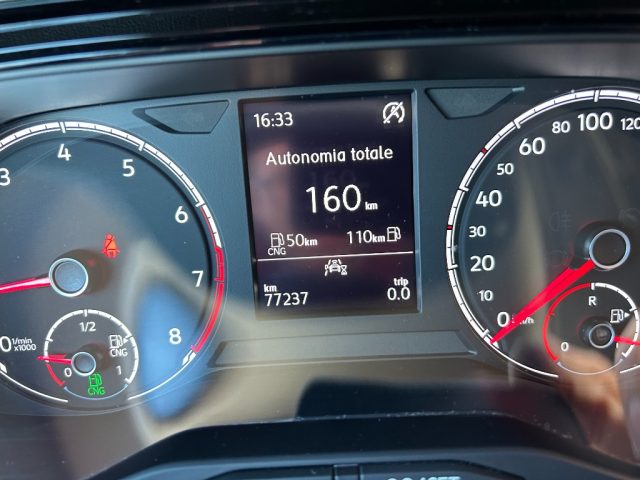 16:33
Autonomia totale
160 km
50km 110km
CNG
km trip
77237 0.0
3 4 5 6 7 8
0 l/min x1000
1/2
CNG
0 1
CNG
0 20 40 50 60 80 100 120
10
R
0